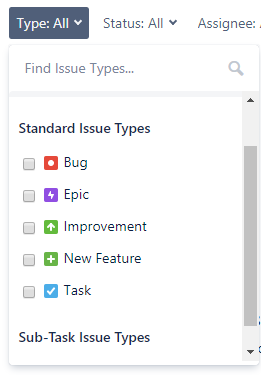 Type: All Status: All Assignee:
Find Issue Types...
Standard Issue Types
Bug
Epic
Improvement
New Feature
Task
Sub-Task Issue Types